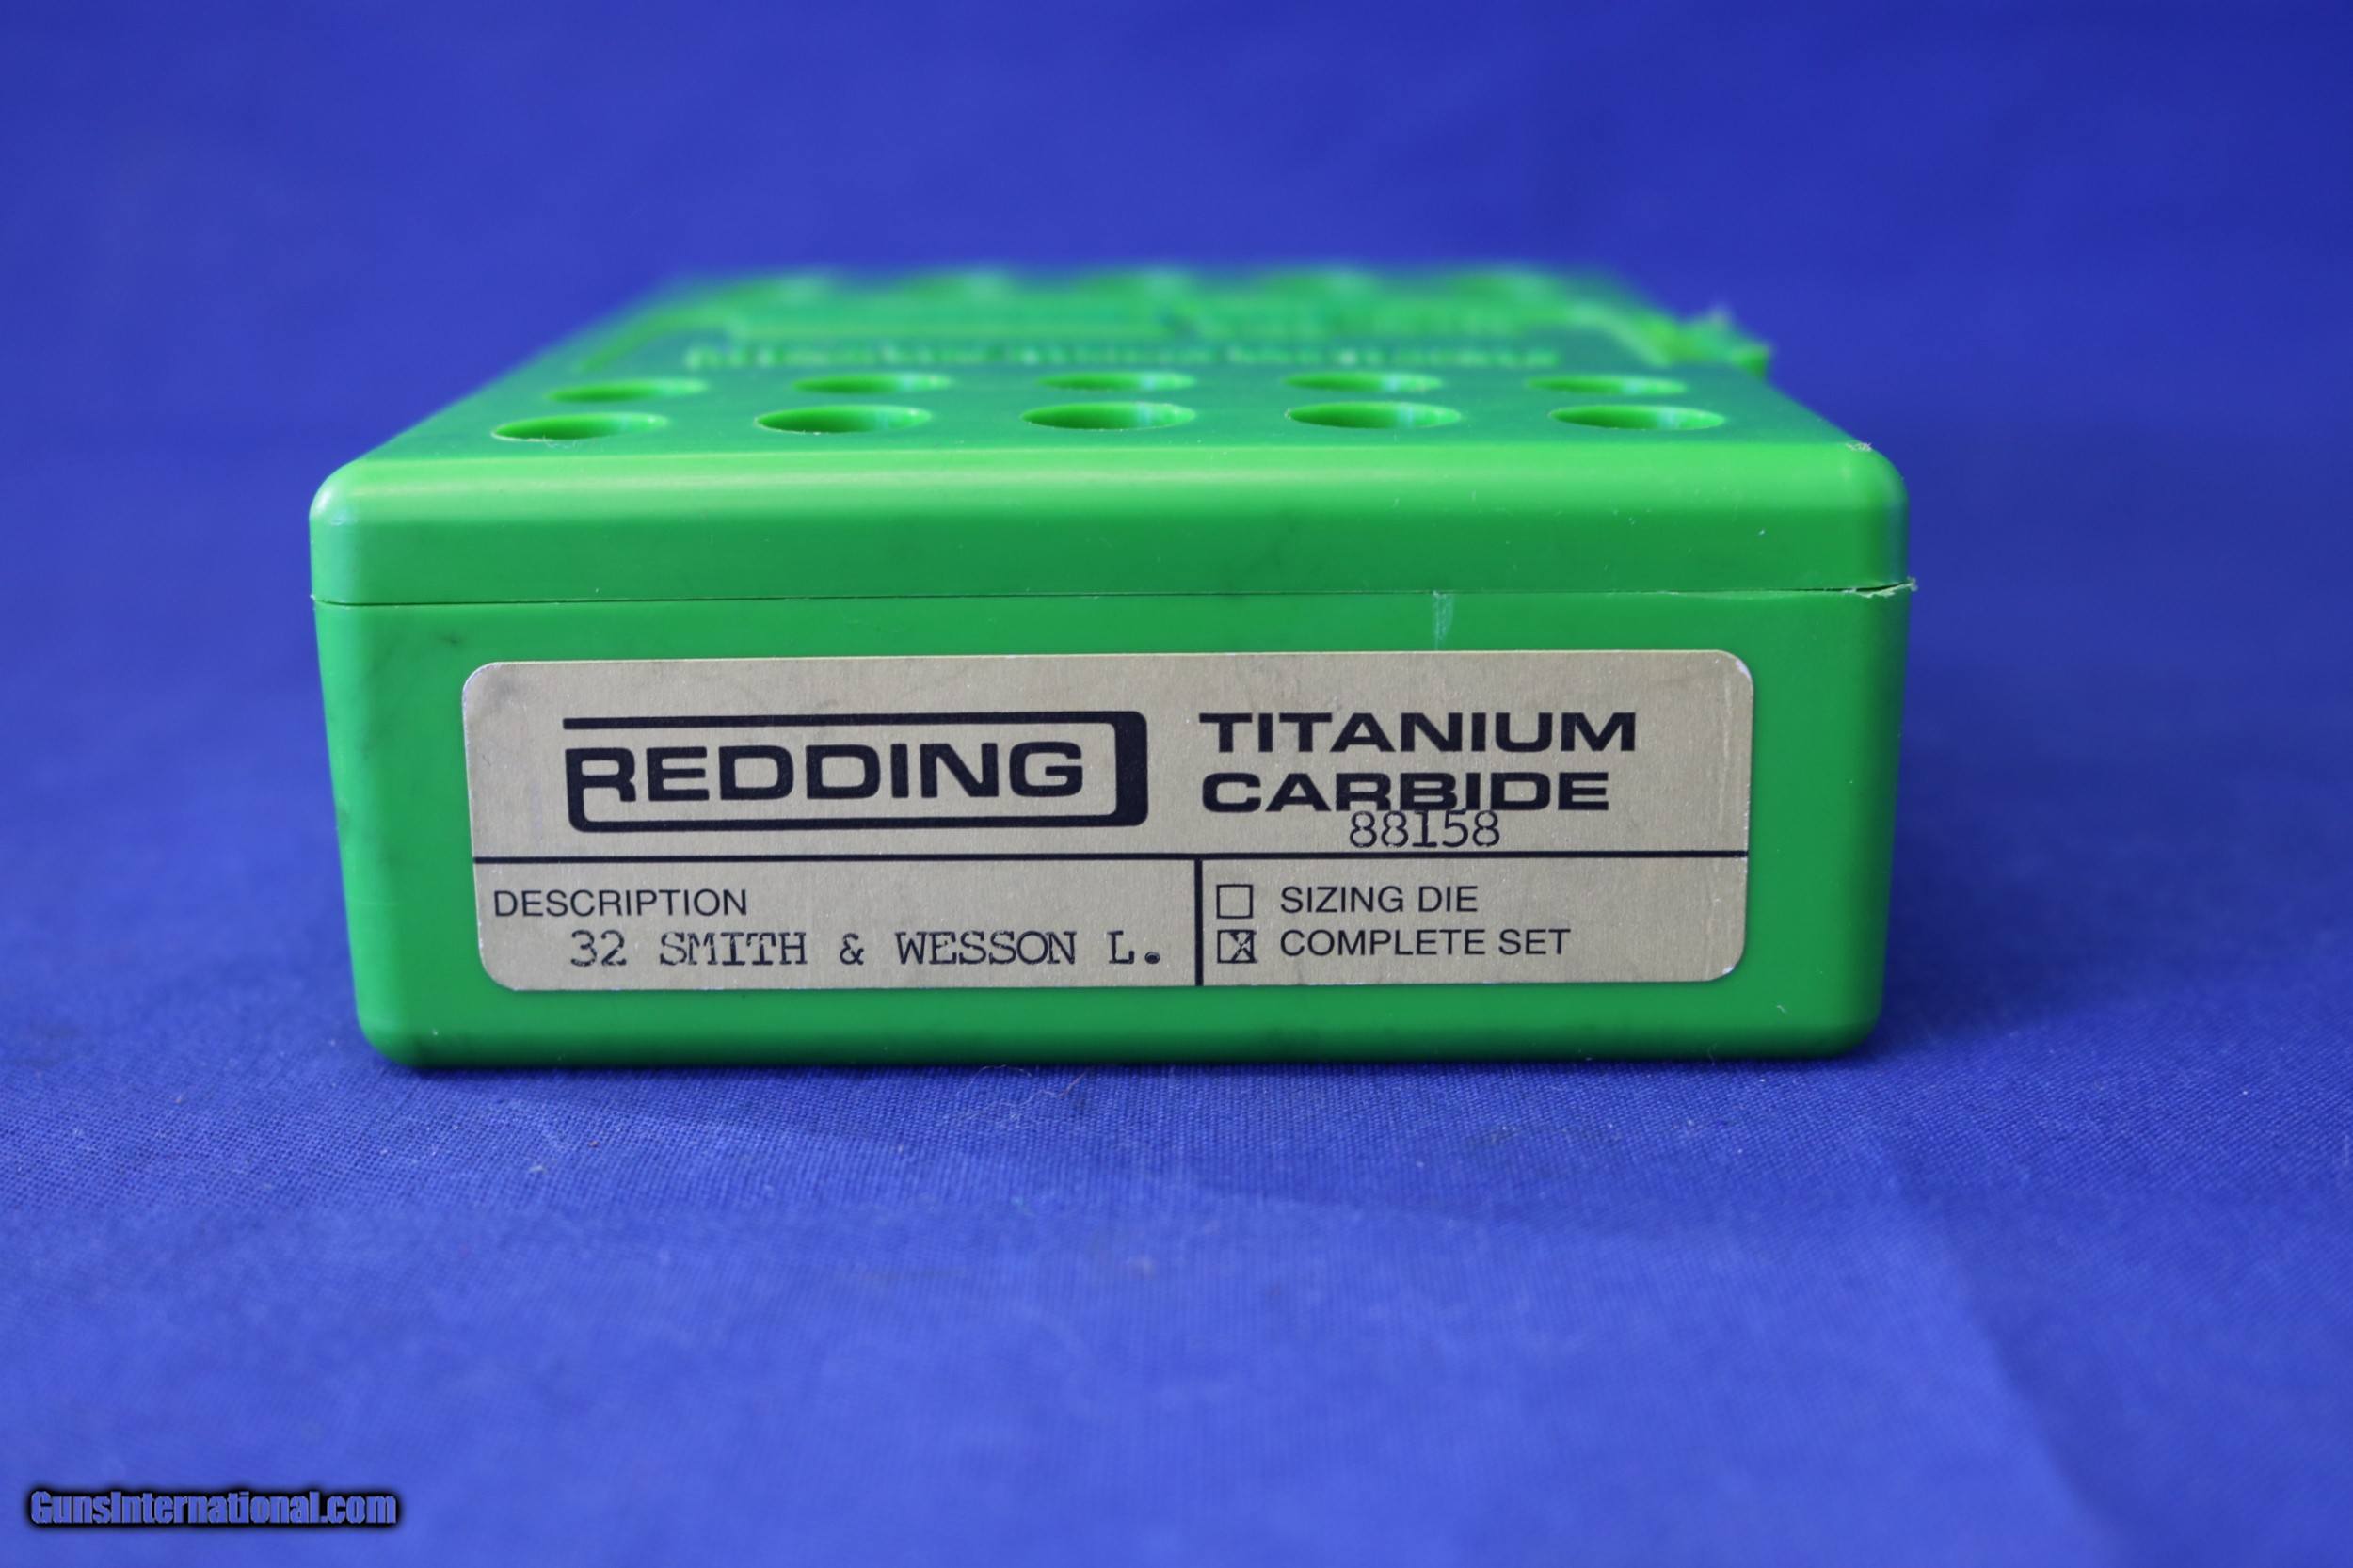 REDDING
TITANIUM
CARBIDE
88158
DESCRIPTION
32 SMITH & WESSON L.
SIZING DIE
COMPLETE SET
GunsInternational.com